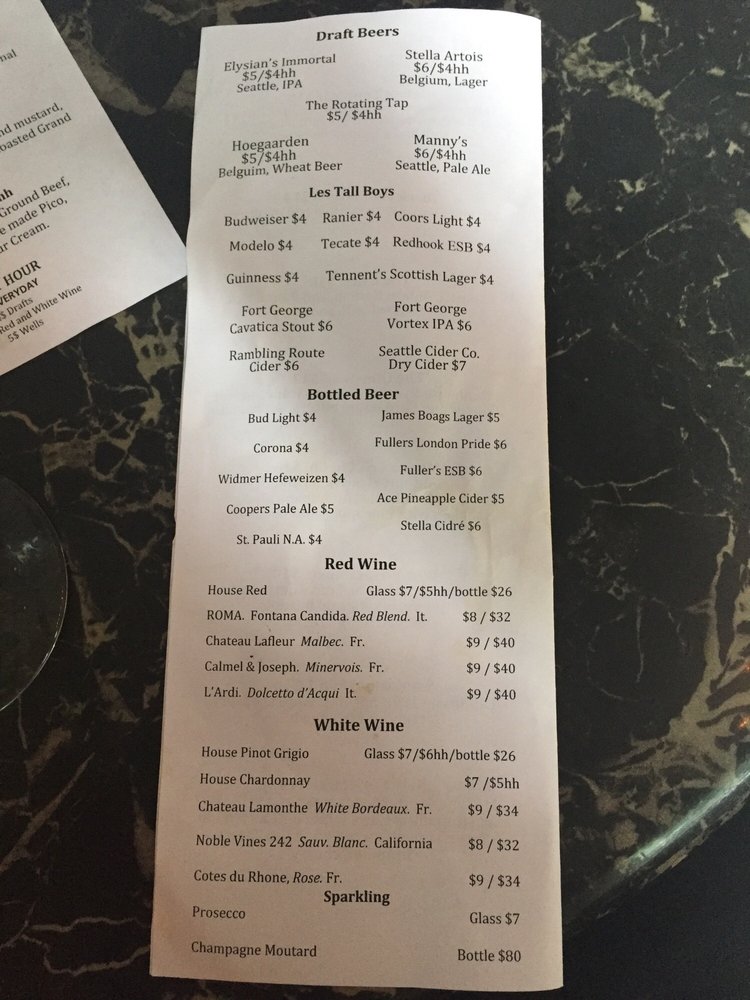 nal
nd mustard,
oasted Grand
hh
Ground Beef,
e made Pico,
ur Cream.
HOUR
VERYDAY
$ Drafts
Red and White Wine
5$ Wells
Draft Beers
Elysian's Immortal
$5/$4hh
Seattle, IPA
Stella Artois
$6/$4hh
Belgium, Lager
The Rotating Tap
$5/ $4hh
Hoegaarden
$5/$4hh
Belguim, Wheat Beer
Manny's
$6/$4hh
Seattle, Pale Ale
Les Tall Boys
Budweiser $4 Ranier $4 Coors Light $4
Modelo $4 Tecate $4 Redhook ESB $4
Guinness $4 Tennent's Scottish Lager $4
Fort George
Cavatica Stout $6
Fort George
Vortex IPA $6
Rambling Route
Cider $6
Seattle Cider Co.
Dry Cider $7
Bottled Beer
Bud Light $4
James Boags Lager $5
Corona $4
Fullers London Pride $6
Widmer Hefeweizen $4
Fuller's ESB $6
Coopers Pale Ale $5
Ace Pineapple Cider $5
St. Pauli N.A. $4
Stella Cidré $6
Red Wine
House Red Glass $7/$5hh/bottle $26
ROMA. Fontana Candida. Red Blend. It. $8 / $32
Chateau Lafleur Malbec. Fr. $9 / $40
Calmel & Joseph. Minervois. Fr. $9 / $40
L'Ardi. Dolcetto d'Acqui It. $9 / $40
White Wine
House Pinot Grigio Glass $7/$6hh/bottle $26
House Chardonnay $7 /$5hh
Chateau Lamonthe White Bordeaux. Fr. $9 / $34
Noble Vines 242 Sauv. Blanc. California $8 / $32
Cotes du Rhone, Rose. Fr. $9 / $34
Sparkling
Prosecco Glass $7
Champagne Moutard Bottle $80